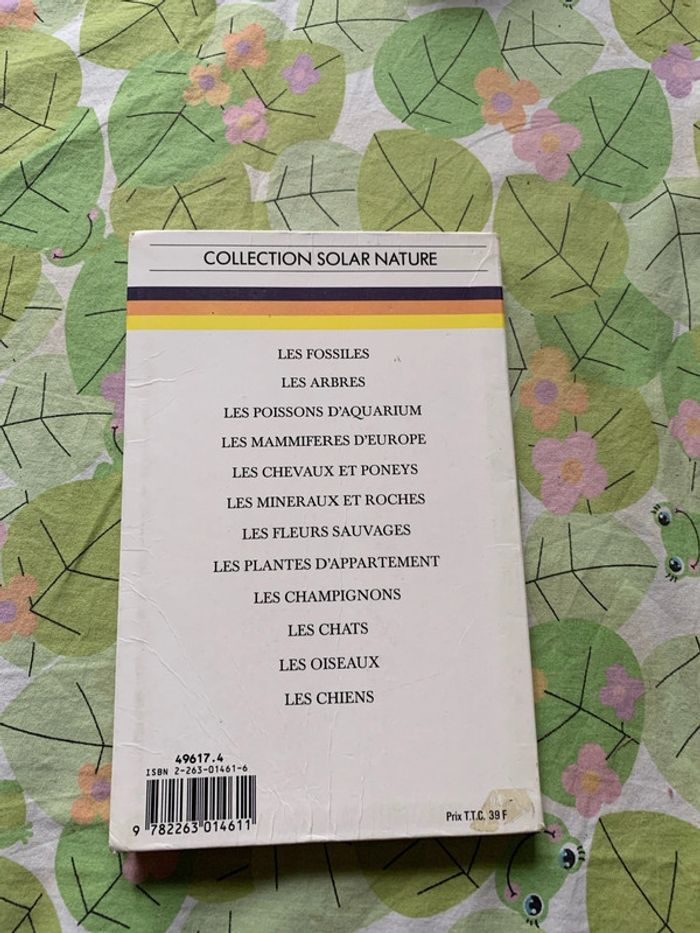 COLLECTION SOLAR NATURE
LES FOSSILES
LES ARBRES
LES POISSONS D'AQUARIUM
LES MAMMIFERES D'EUROPE
LES CHEVAUX ET PONEYS
LES MINERAUX ET ROCHES
LES FLEURS SAUVAGES
LES PLANTES D'APPARTEMENT
LES CHAMPIGNONS
LES CHATS
LES OISEAUX
LES CHIENS
49617.4
ISBN 2-263-01461-6
9 782263 014611
Prix T.T.C. 39 F